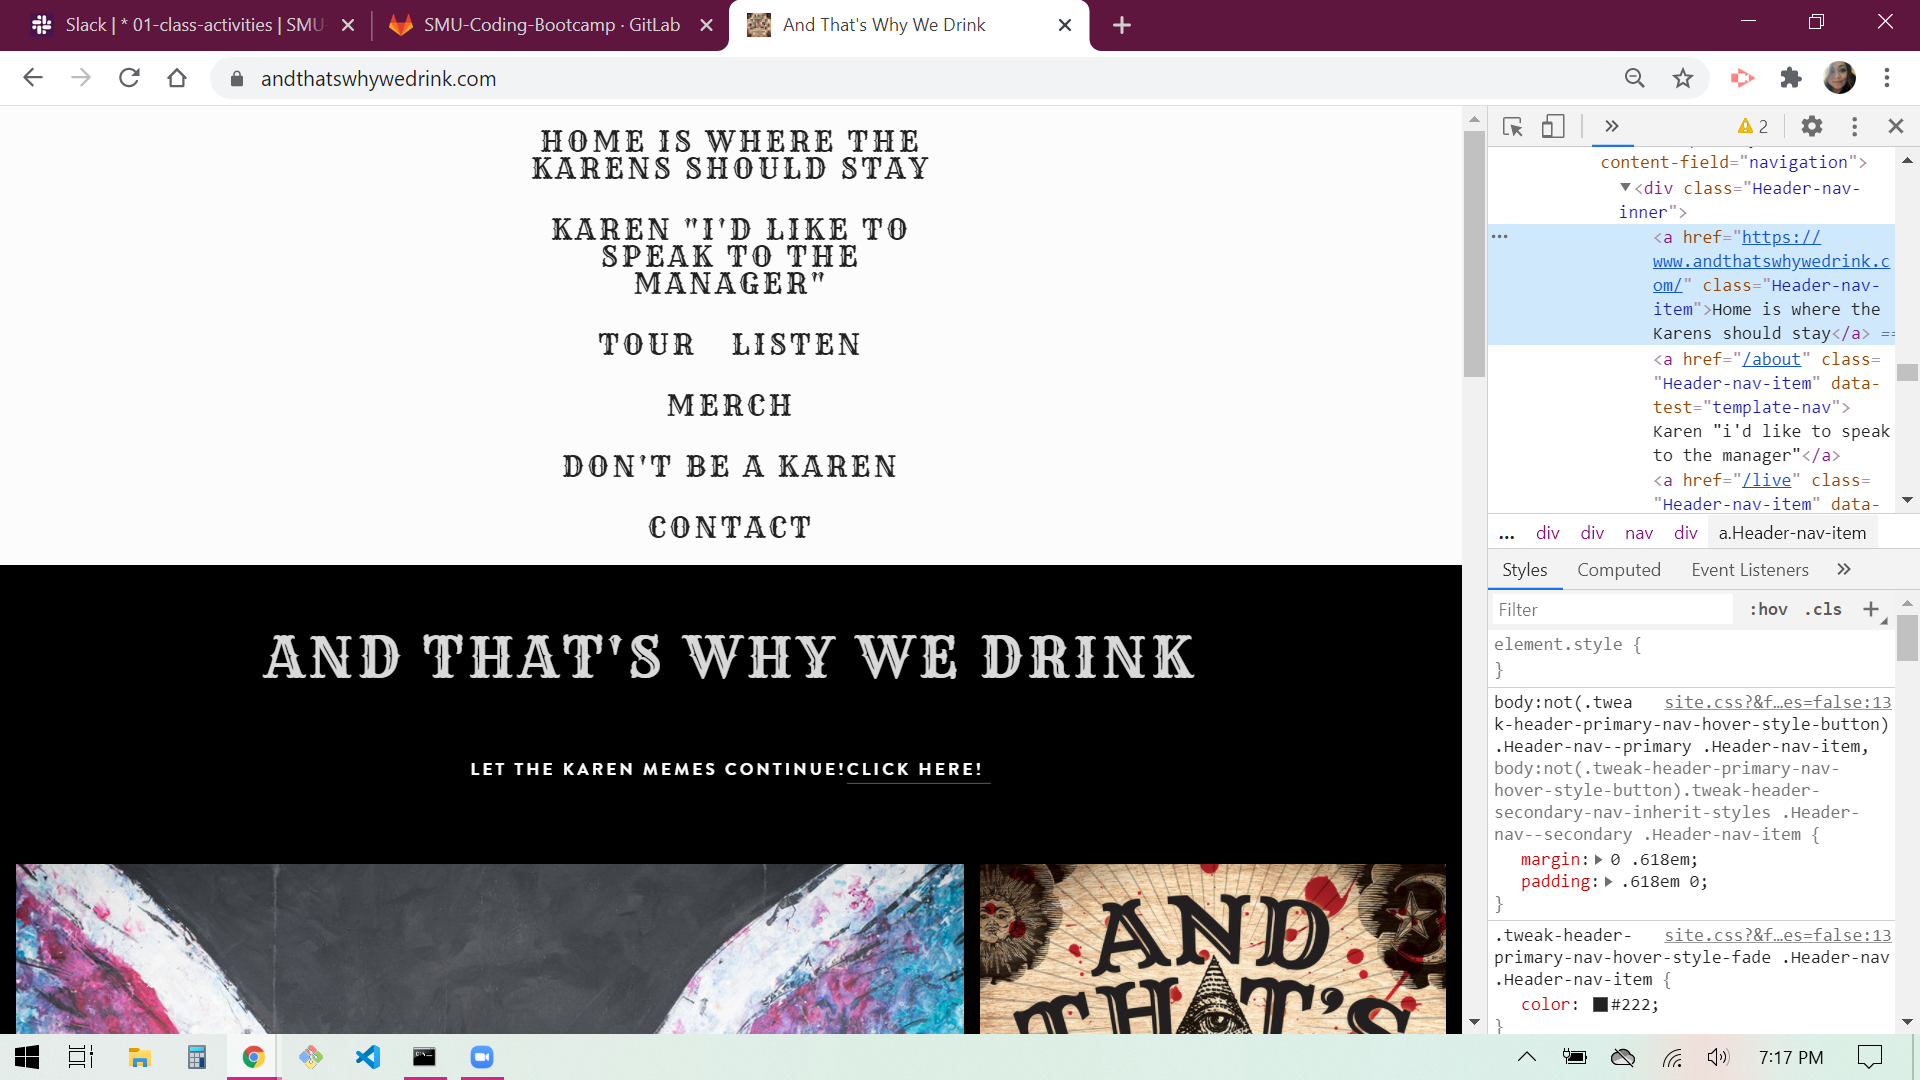 Slack | * 01-class-activities | SMU-
SMU-Coding-Bootcamp · GitLab
And That's Why We Drink
andthatswhywedrink.com
HOME IS WHERE THE
KARENS SHOULD STAY
KAREN "I'D LIKE TO
SPEAK TO THE
MANAGER"
TOUR LISTEN
MERCH
DON'T BE A KAREN
CONTACT
AND THAT'S WHY WE DRINK
LET THE KAREN MEMES CONTINUE!CLICK HERE!
AND
THAT'S
2
content-field="navigation">
▼<div class="Header-nav-
inner">
… <a href="https://
www.andthatswhywedrink.c
om/" class="Header-nav-
item">Home is where the
Karens should stay</a> ==
<a href="/about" class=
"Header-nav-item" data-
test="template-nav">
Karen "i'd like to speak
to the manager"</a>
<a href="/live" class=
"Header-nav-item" data-
... div div nav div a.Header-nav-item
Styles Computed Event Listeners »
Filter :hov .cls +
element.style {
}
body:not(.twea site.css?&f…es=false:13
k-header-primary-nav-hover-style-button)
.Header-nav--primary .Header-nav-item,
body:not(.tweak-header-primary-nav-
hover-style-button).tweak-header-
secondary-nav-inherit-styles .Header-
nav--secondary .Header-nav-item {
margin:▶ 0 .618em;
padding:▶ .618em 0;
}
.tweak-header- site.css?&f…es=false:13
primary-nav-hover-style-fade .Header-nav
.Header-nav-item {
color: #222;
}
7:17 PM